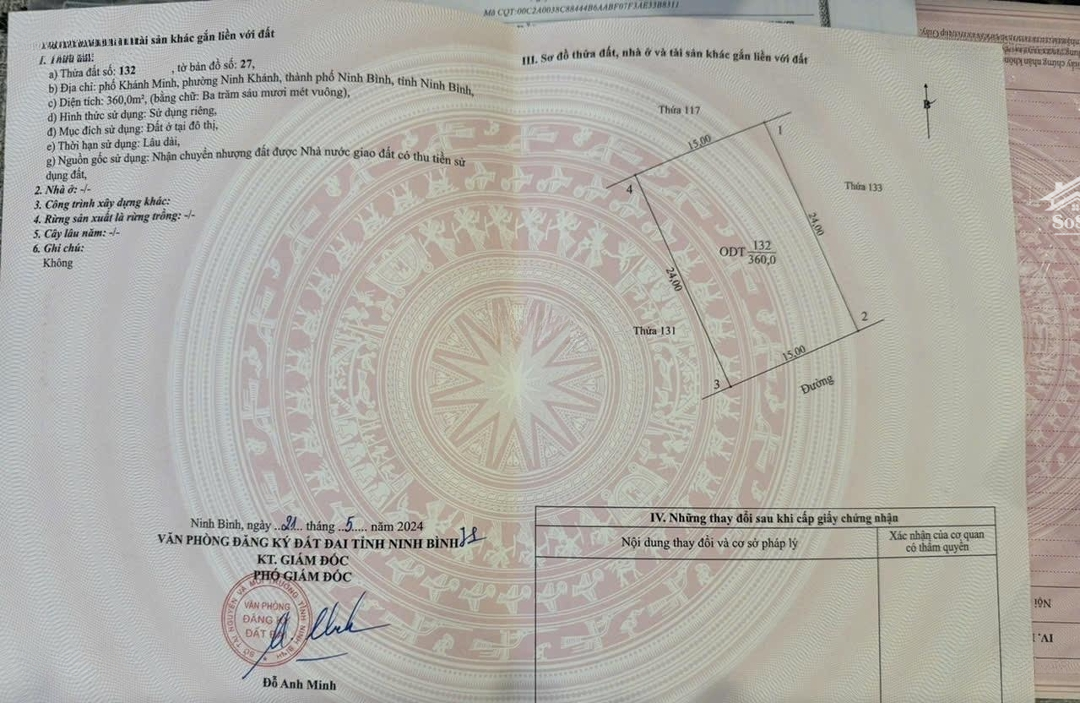 Mã CQT:00C2A0038C88444B6AABF07F3AE33B8311
Tài sản khác gắn liền với đất
1. Thửa đất:
a) Thửa đất số: 132 , tờ bản đồ số: 27,
b) Địa chỉ: phố Khánh Minh, phường Ninh Khánh, thành phố Ninh Bình, tỉnh Ninh Bình,
c) Diện tích: 360,0m², (bằng chữ: Ba trăm sáu mươi mét vuông),
d) Hình thức sử dụng: Sử dụng riêng,
đ) Mục đích sử dụng: Đất ở tại đô thị,
e) Thời hạn sử dụng: Lâu dài,
g) Nguồn gốc sử dụng: Nhận chuyển nhượng đất được Nhà nước giao đất có thu tiền sử
dụng đất,
2. Nhà ở: -/-
3. Công trình xây dựng khác:
4. Rừng sản xuất là rừng trồng: -/-
5. Cây lâu năm: -/-
6. Ghi chú:
Không
Ninh Bình, ngày ..21.. tháng ..5..... năm 2024
VĂN PHÒNG ĐĂNG KÝ ĐẤT ĐAI TỈNH NINH BÌNH
KT. GIÁM ĐỐC
PHÓ GIÁM ĐỐC
VĂN PHÒNG
ĐĂNG KÝ
ĐẤT ĐAI
Đỗ Anh Minh
III. Sơ đồ thửa đất, nhà ở và tài sản khác gắn liền với đất
B
Thửa 117
15,00
1
4
Thửa 133
24,00
ODT 132
360,0
24,00
Thửa 131
2
15,00
3
Đường
IV. Những thay đổi sau khi cấp giấy chứng nhận
Nội dung thay đổi và cơ sở pháp lý
Xác nhận của cơ quan
có thẩm quyền